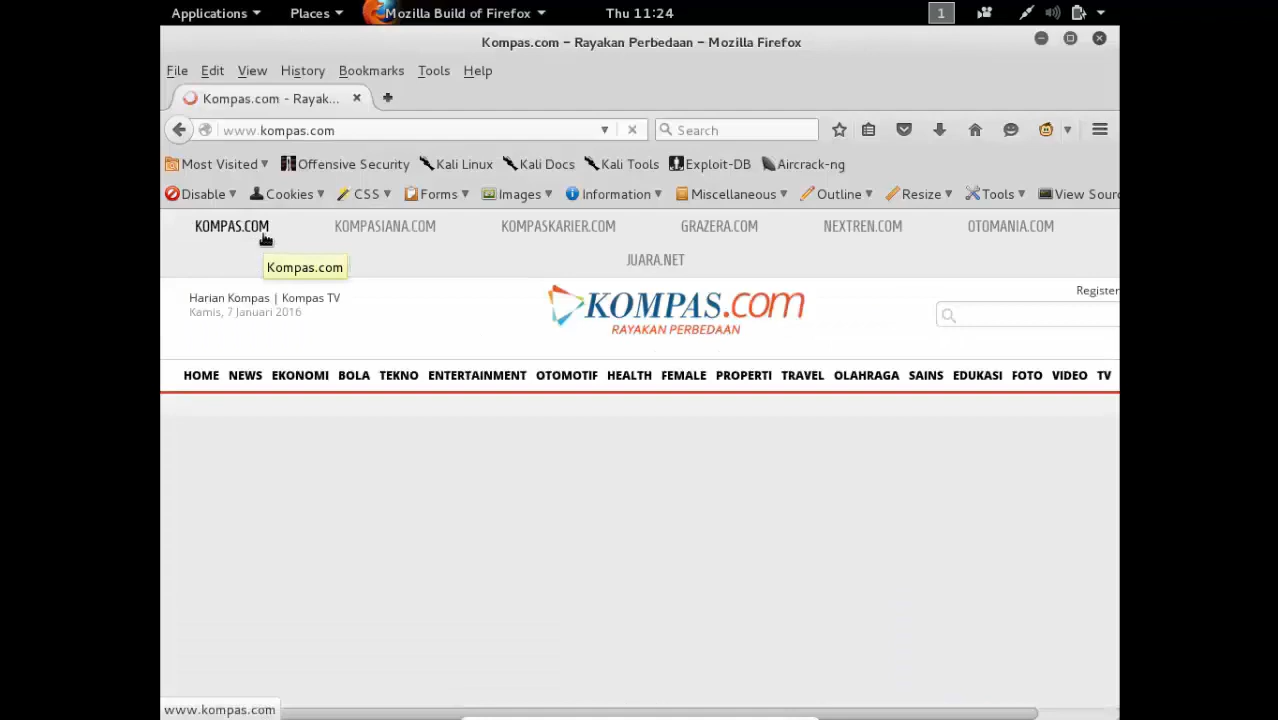 Applications Places Mozilla Build of Firefox Thu 11:24 1
Kompas.com – Rayakan Perbedaan – Mozilla Firefox
File Edit View History Bookmarks Tools Help
Kompas.com - Rayak...
www.kompas.com Search
Most Visited Offensive Security Kali Linux Kali Docs Kali Tools Exploit-DB Aircrack-ng
Disable Cookies CSS Forms Images Information Miscellaneous Outline Resize Tools View Sour
KOMPAS.COM KOMPASIANA.COM KOMPASKARIER.COM GRAZERA.COM NEXTREN.COM OTOMANIA.COM
JUARA.NET
Kompas.com
Harian Kompas | Kompas TV
Kamis, 7 Januari 2016
KOMPAS.com
RAYAKAN PERBEDAAN
Register
HOME NEWS EKONOMI BOLA TEKNO ENTERTAINMENT OTOMOTIF HEALTH FEMALE PROPERTI TRAVEL OLAHRAGA SAINS EDUKASI FOTO VIDEO TV
www.kompas.com